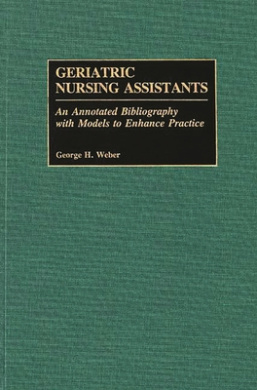 GERIATRIC
NURSING ASSISTANTS
An Annotated Bibliography
with Models to Enhance Practice
George H. Weber